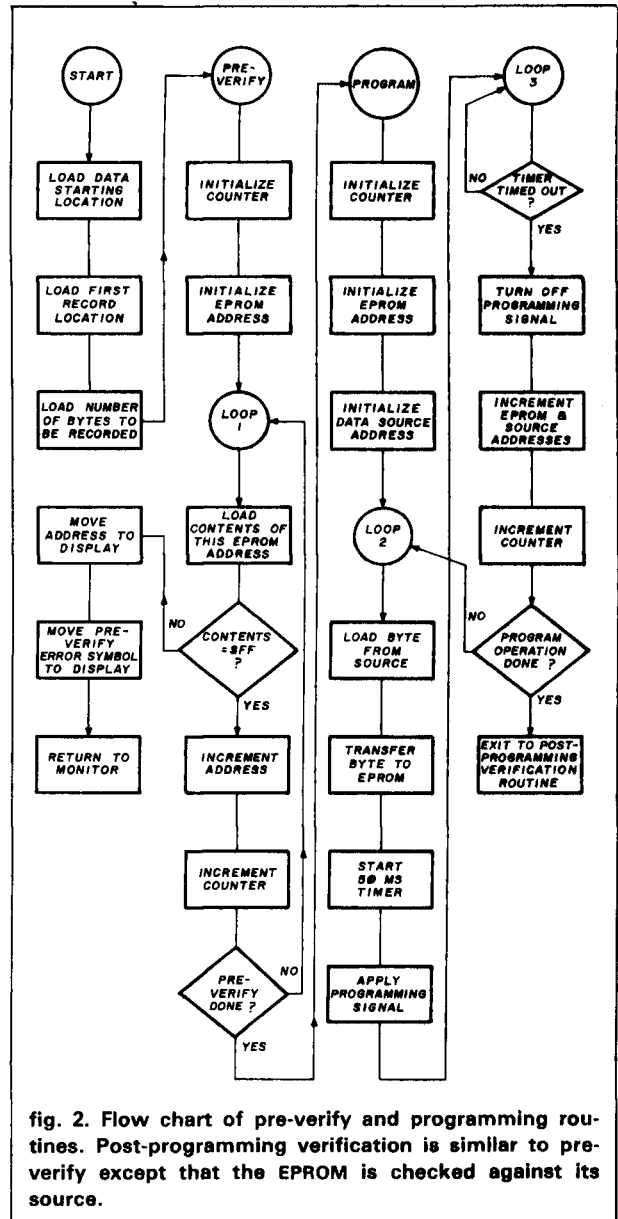 START
LOAD DATA
STARTING
LOCATION
LOAD FIRST
RECORD
LOCATION
LOAD NUMBER
OF BYTES TO
BE RECORDED
MOVE
ADDRESS TO
DISPLAY
MOVE PRE-
VERIFY
ERROR SYMBOL
TO DISPLAY
RETURN TO
MONITOR
PRE-
VERIFY
INITIALIZE
COUNTER
INITIALIZE
EPROM
ADDRESS
LOOP
1
LOAD
CONTENTS OF
THIS EPROM
ADDRESS
NO
CONTENTS
= $FF
?
YES
INCREMENT
ADDRESS
INCREMENT
COUNTER
PRE-
VERIFY
DONE ?
NO
YES
PROGRAM
INITIALIZE
COUNTER
INITIALIZE
EPROM
ADDRESS
INITIALIZE
DATA SOURCE
ADDRESS
LOOP
2
LOAD BYTE
FROM
SOURCE
TRANSFER
BYTE TO
EPROM
START
50 MS
TIMER
APPLY
PROGRAMMING
SIGNAL
LOOP
3
NO
TIMER
TIMED OUT
?
YES
TURN OFF
PROGRAMMING
SIGNAL
INCREMENT
EPROM &
SOURCE
ADDRESSES
INCREMENT
COUNTER
NO
PROGRAM
OPERATION
DONE ?
YES
EXIT TO POST-
PROGRAMMING
VERIFICATION
ROUTINE
fig. 2. Flow chart of pre-verify and programming rou-
tines. Post-programming verification is similar to pre-
verify except that the EPROM is checked against its
source.